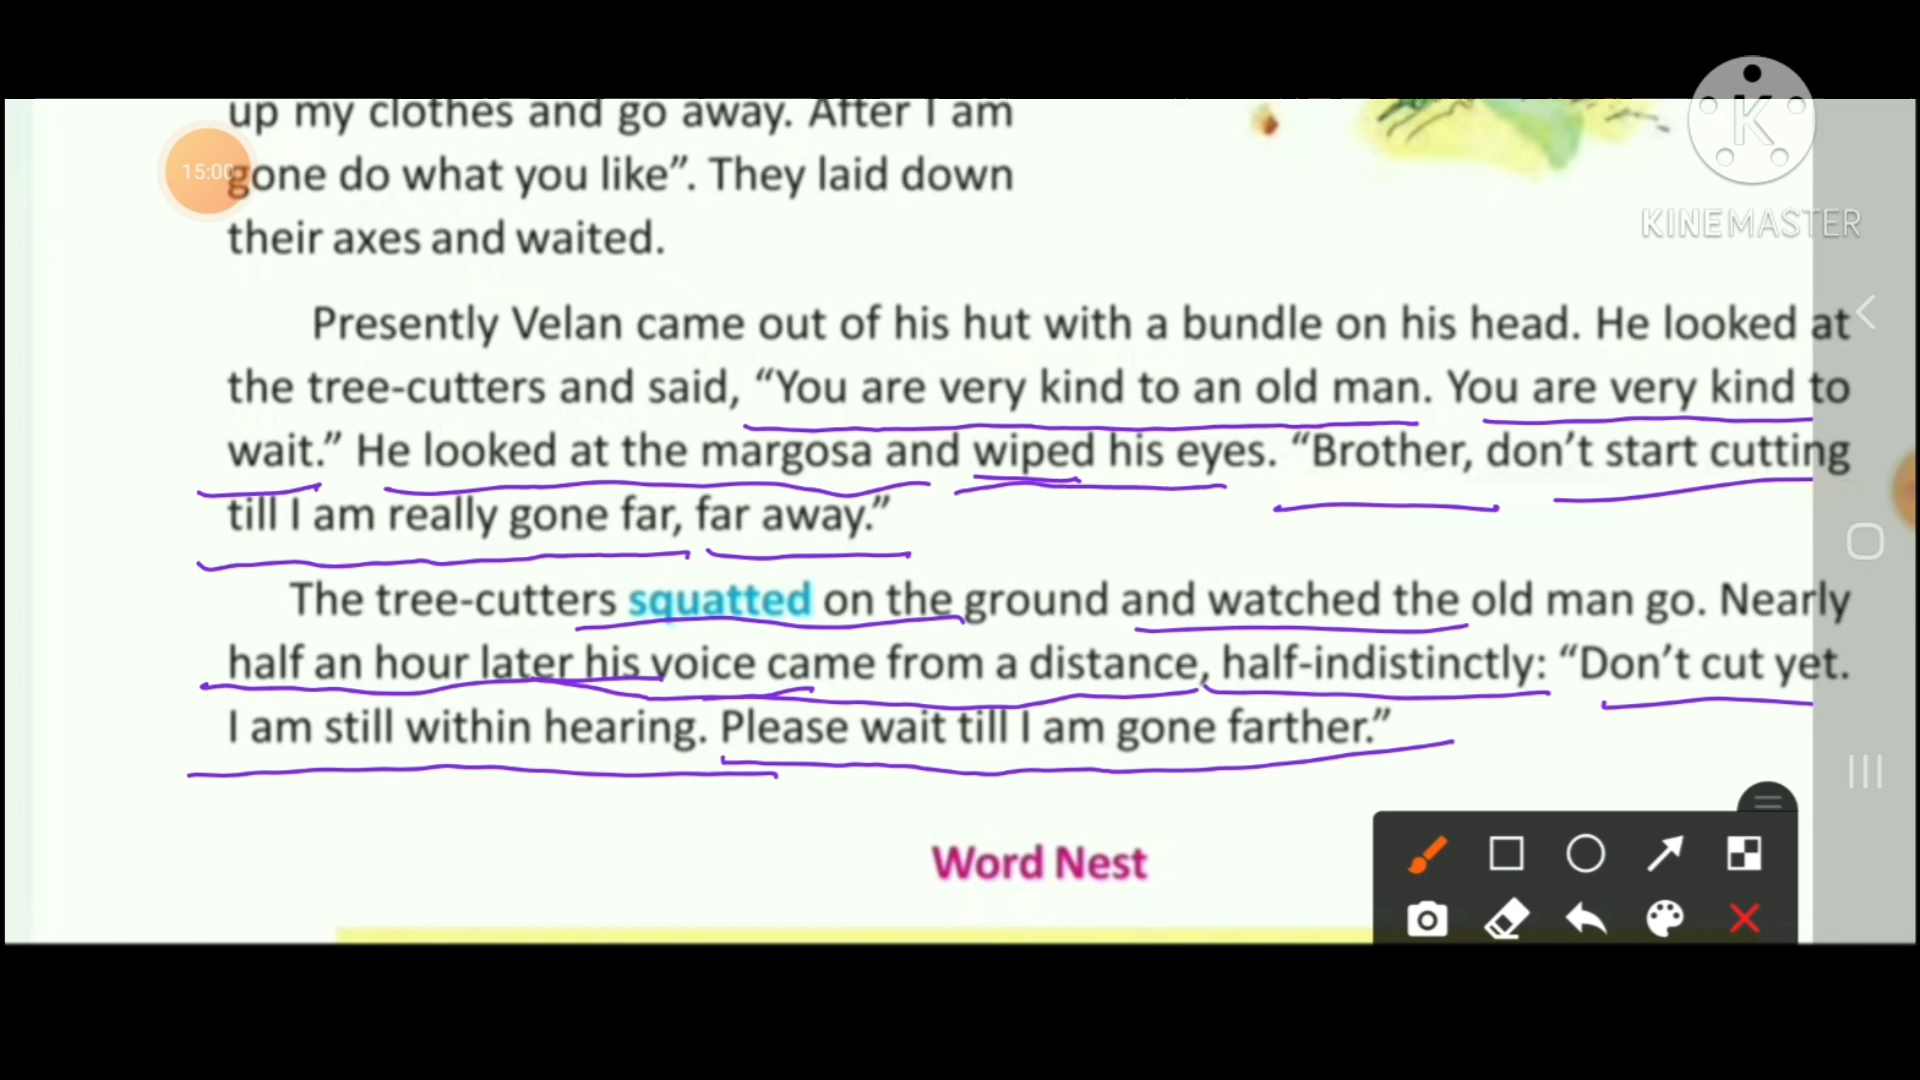 up my clothes and go away. After I am
15:00
gone do what you like”. They laid down
their axes and waited.
KINEMASTER
Presently Velan came out of his hut with a bundle on his head. He looked at
the tree-cutters and said, “You are very kind to an old man. You are very kind to
wait.” He looked at the margosa and wiped his eyes. “Brother, don’t start cutting
till I am really gone far, far away.”
The tree-cutters squatted on the ground and watched the old man go. Nearly
half an hour later his voice came from a distance, half-indistinctly: “Don’t cut yet.
I am still within hearing. Please wait till I am gone farther.”
Word Nest